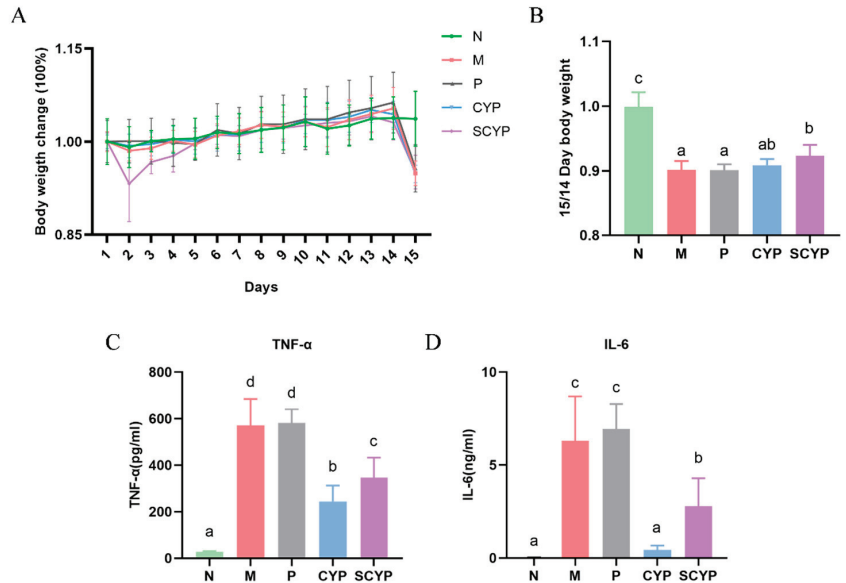 A
Body weigth change (100%)
1.15
1.00
0.85
1 2 3 4 5 6 7 8 9 10 11 12 13 14 15
Days
N
M
P
CYP
SCYP
B
15/14 Day body weight
1.0
0.9
0.8
c a a ab b
N M P CYP SCYP
C
TNF-α
TNF-α(pg/ml)
800
600
400
200
0
a d d b c
N M P CYP SCYP
D
IL-6
IL-6(ng/ml)
10
5
0
a c c a b
N M P CYP SCYP